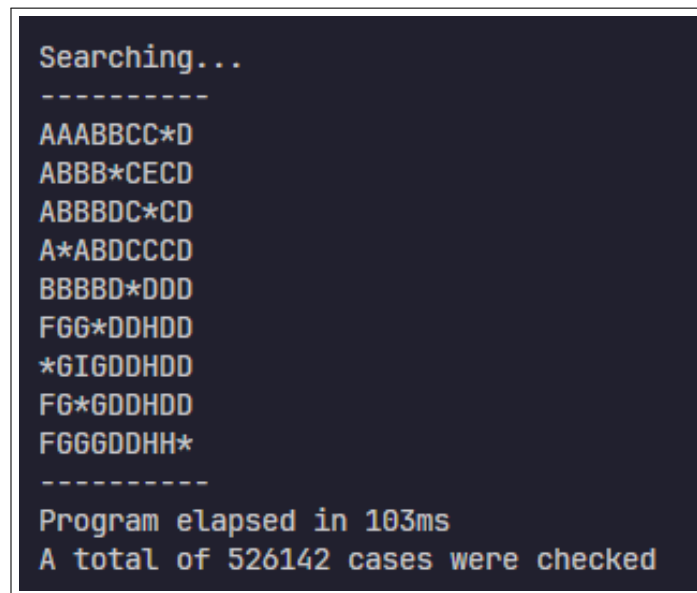 Searching...
----------
AAABBCC*D
ABBB*CECD
ABBBDC*CD
A*ABDCCCD
BBBBD*DDD
FGG*DDHDD
*GIGDDHDD
FG*GDDHDD
FGGGDDHH*
----------
Program elapsed in 103ms
A total of 526142 cases were checked